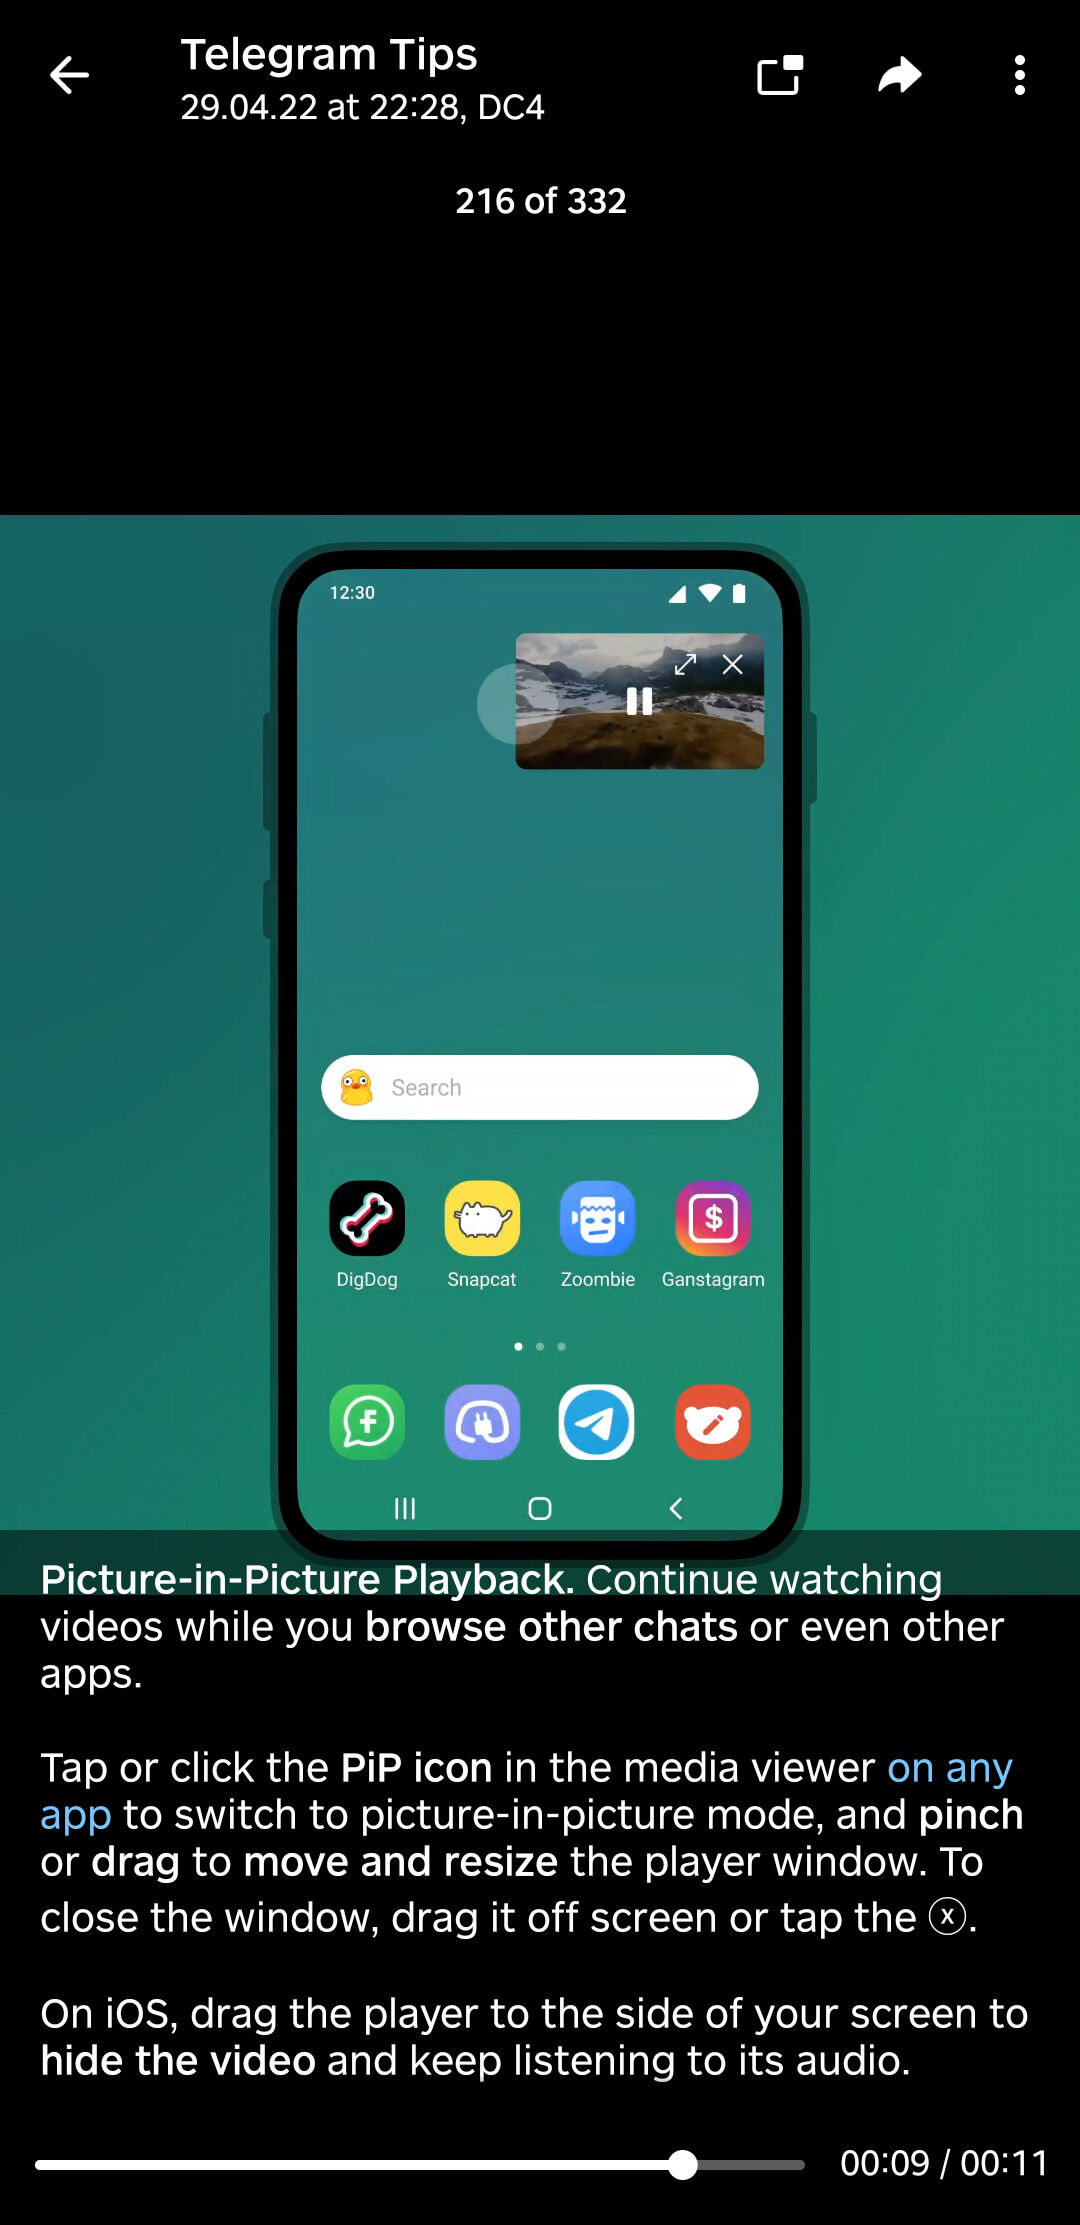 Telegram Tips
29.04.22 at 22:28, DC4
216 of 332
12:30
Search
DigDog Snapcat Zoombie Ganstagram
Picture-in-Picture Playback. Continue watching
videos while you browse other chats or even other
apps.
Tap or click the PiP icon in the media viewer on any
app to switch to picture-in-picture mode, and pinch
or drag to move and resize the player window. To
close the window, drag it off screen or tap the ⓧ.
On iOS, drag the player to the side of your screen to
hide the video and keep listening to its audio.
00:09 / 00:11